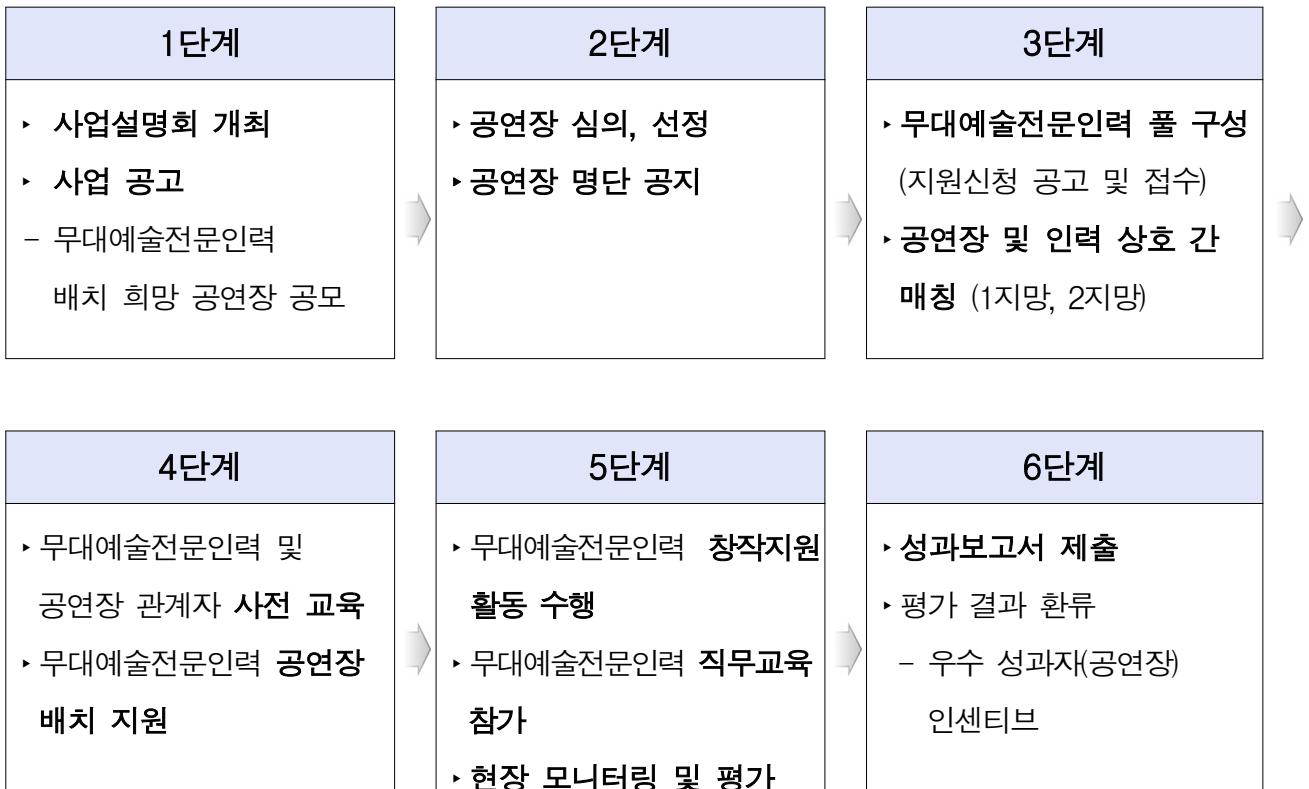 1단계
‣ 사업설명회 개최
‣ 사업 공고
- 무대예술전문인력
배치 희망 공연장 공모
2단계
‣ 공연장 심의, 선정
‣ 공연장 명단 공지
3단계
‣ 무대예술전문인력 풀 구성
(지원신청 공고 및 접수)
‣ 공연장 및 인력 상호 간
매칭 (1지망, 2지망)
4단계
‣ 무대예술전문인력 및
공연장 관계자 사전 교육
‣ 무대예술전문인력 공연장
배치 지원
5단계
‣ 무대예술전문인력 창작지원
활동 수행
‣ 무대예술전문인력 직무교육
참가
‣ 현장 모니터링 및 평가
6단계
‣ 성과보고서 제출
‣ 평가 결과 환류
- 우수 성과자(공연장)
인센티브